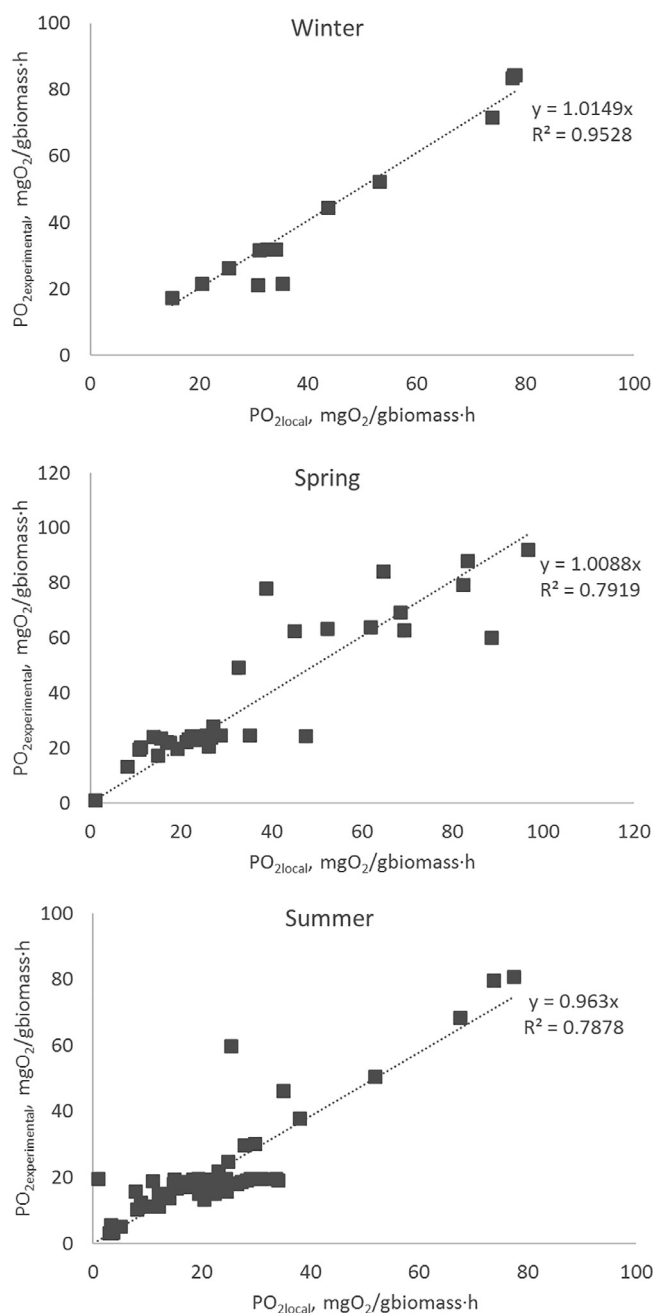 Winter
100
80
60
40
20
0
PO₂experimental, mgO₂/gbiomass·h
y = 1.0149x
R² = 0.9528
0 20 40 60 80 100
PO₂local, mgO₂/gbiomass·h
Spring
120
100
80
60
40
20
0
PO₂experimental, mgO₂/gbiomass·h
y = 1.0088x
R² = 0.7919
0 20 40 60 80 100 120
PO₂local, mgO₂/gbiomass·h
Summer
100
80
60
40
20
0
PO₂experimental, mgO₂/gbiomass·h
y = 0.963x
R² = 0.7878
0 20 40 60 80 100
PO₂local, mgO₂/gbiomass·h